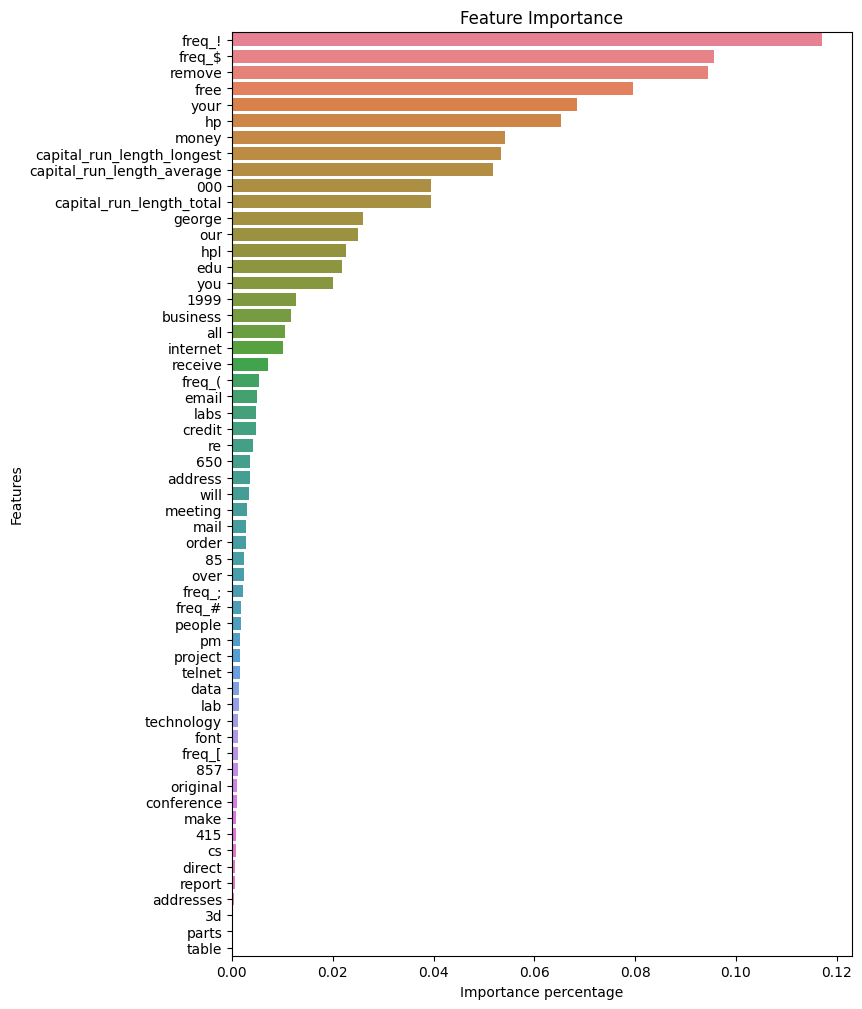 Feature Importance
freq_!
freq_$
remove
free
your
hp
money
capital_run_length_longest
capital_run_length_average
000
capital_run_length_total
george
our
hpl
edu
you
1999
business
all
internet
receive
freq_(
email
labs
credit
re
650
address
will
meeting
mail
order
85
over
freq_;
freq_#
people
pm
project
telnet
data
lab
technology
font
freq_[
857
original
conference
make
415
cs
direct
report
addresses
3d
parts
table
Features
0.00 0.02 0.04 0.06 0.08 0.10 0.12
Importance percentage